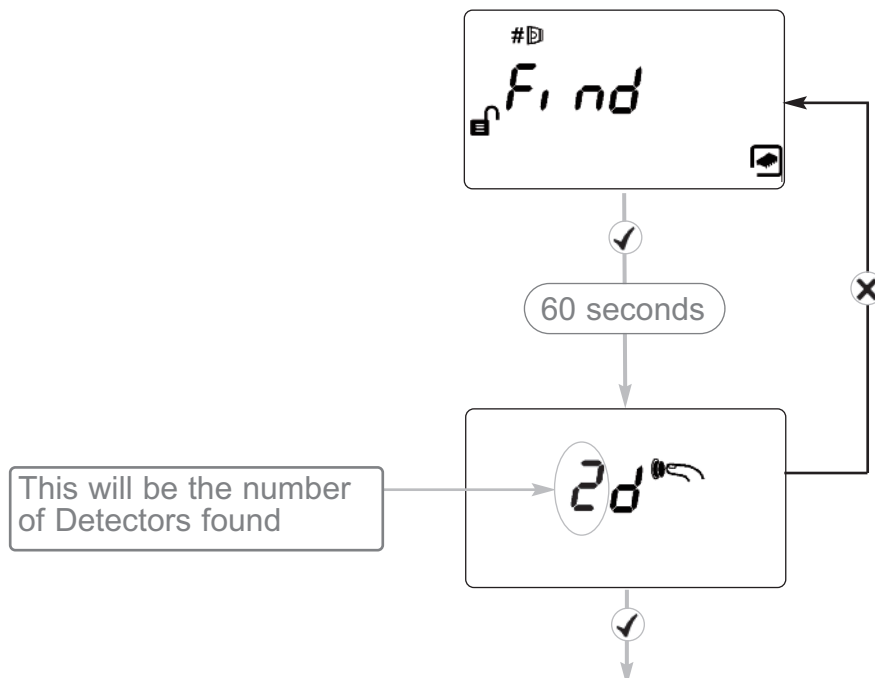 #
Find
60 seconds
2d
This will be the number
of Detectors found